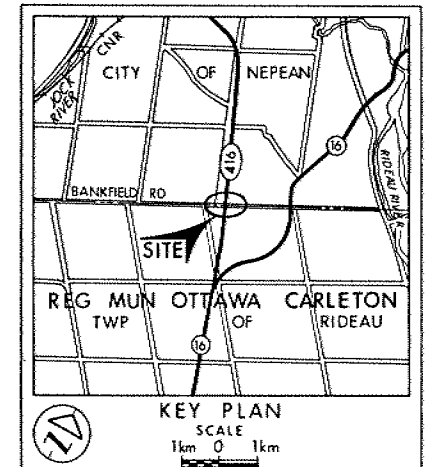 CNR
CITY OF NEPEAN
JOCK RIVER
16
416
RIDEAU RIVER
BANKFIELD RD
SITE
REG MUN OTTAWA CARLETON
TWP OF RIDEAU
16
KEY PLAN
SCALE
1km 0 1km